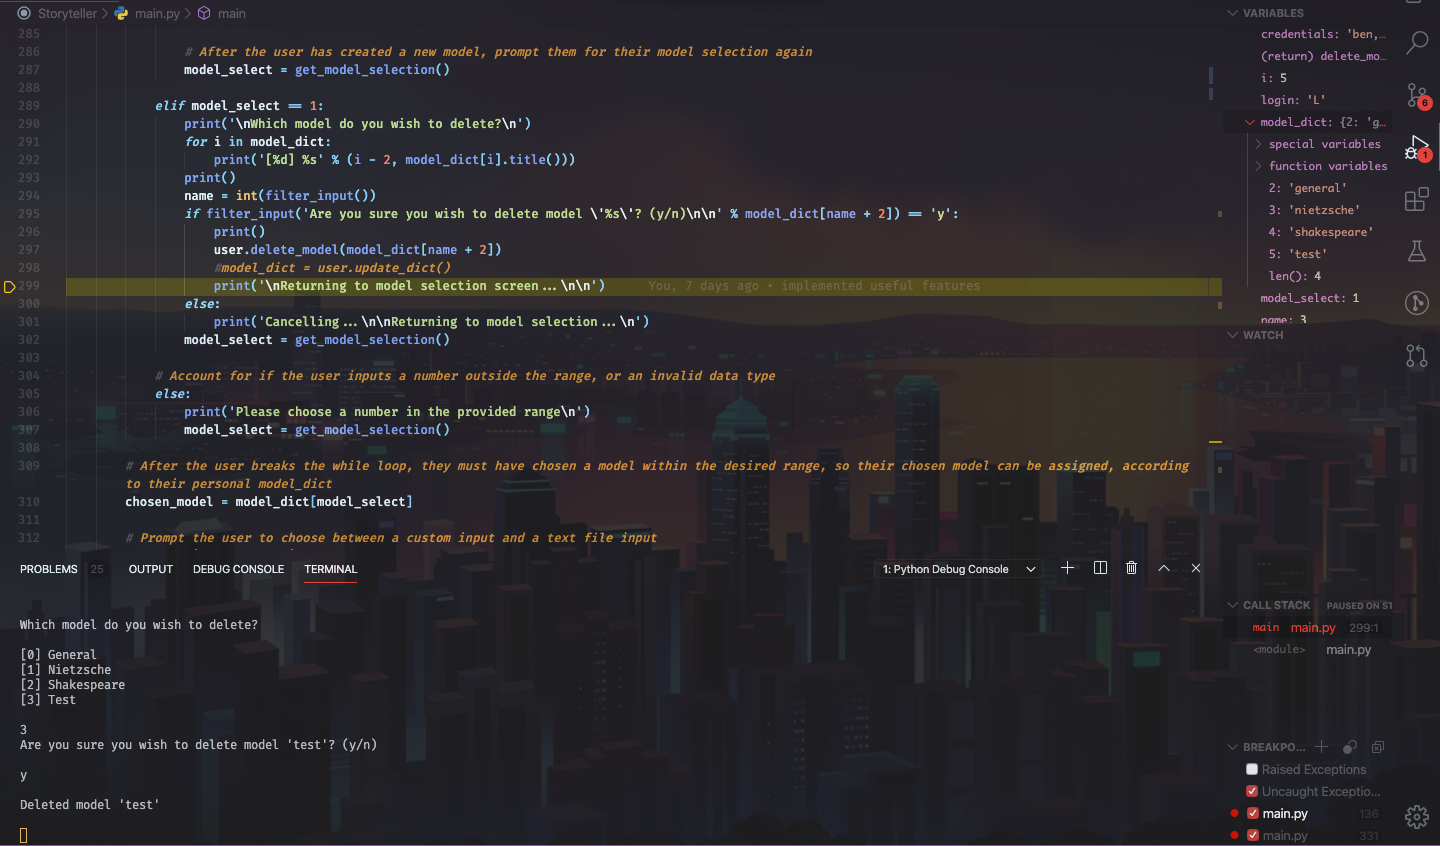 Storyteller > main.py > main
285
286 # After the user has created a new model, prompt them for their model selection again
287 model_select = get_model_selection()
288
289 elif model_select == 1:
290 print('\nWhich model do you wish to delete?\n')
291 for i in model_dict:
292 print('[%d] %s' % (i - 2, model_dict[i].title()))
293 print()
294 name = int(filter_input())
295 if filter_input('Are you sure you wish to delete model \'%s\'? (y/n)\n\n' % model_dict[name + 2]) == 'y':
296 print()
297 user.delete_model(model_dict[name + 2])
298 #model_dict = user.update_dict()
299 print('\nReturning to model selection screen...\n\n') You, 7 days ago • implemented useful features
300 else:
301 print('Cancelling...\n\nReturning to model selection...\n')
302 model_select = get_model_selection()
303
304 # Account for if the user inputs a number outside the range, or an invalid data type
305 else:
306 print('Please choose a number in the provided range\n')
307 model_select = get_model_selection()
308
309 # After the user breaks the while loop, they must have chosen a model within the desired range, so their chosen model can be assigned, according
to their personal model_dict
310 chosen_model = model_dict[model_select]
311
312 # Prompt the user to choose between a custom input and a text file input
PROBLEMS 25 OUTPUT DEBUG CONSOLE TERMINAL
1: Python Debug Console
Which model do you wish to delete?
[0] General
[1] Nietzsche
[2] Shakespeare
[3] Test
3
Are you sure you wish to delete model 'test'? (y/n)
y
Deleted model 'test'
VARIABLES
credentials: 'ben,…
(return) delete_mo…
i: 5
login: 'L'
model_dict: {2: 'g…
special variables
function variables
2: 'general'
3: 'nietzsche'
4: 'shakespeare'
5: 'test'
len(): 4
model_select: 1
name: 3
WATCH
CALL STACK PAUSED ON ST
main main.py 299:1
<module> main.py
BREAKPO...
Raised Exceptions
Uncaught Exceptio...
main.py 136
main.py 331
6
1